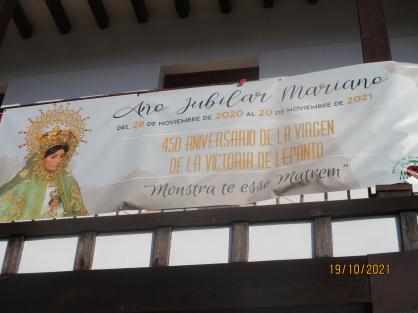 Año Jubilar Mariano
DEL 28 DE NOVIEMBRE DE 2020 AL 20 DE NOVIEMBRE DE 2021
450 ANIVERSARIO DE LA VIRGEN
DE LA VICTORIA DE LEPANTO
"Monstra te esse Matrem"
19/10/2021